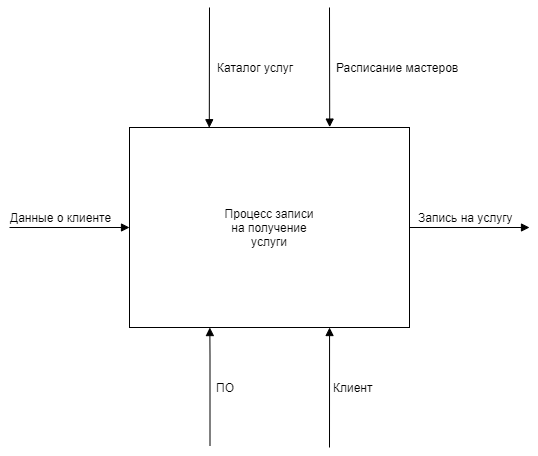 Каталог услуг
Расписание мастеров
Данные о клиенте
Процесс записи
на получение
услуги
Запись на услугу
ПО
Клиент